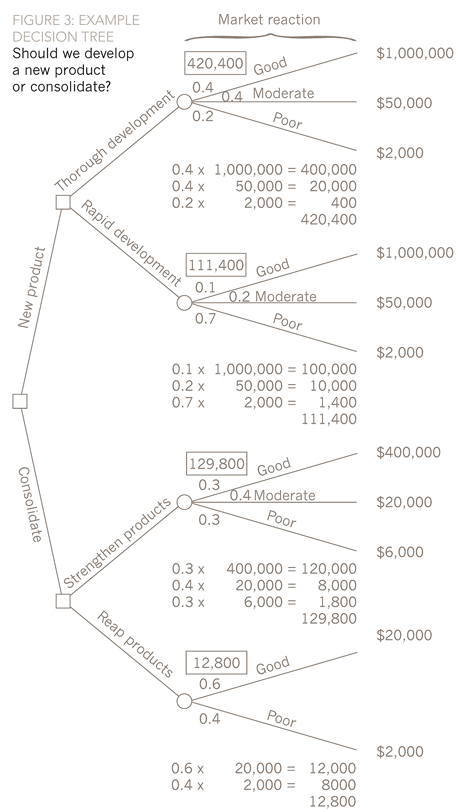 FIGURE 3: EXAMPLE
DECISION TREE
Should we develop
a new product
or consolidate?
Market reaction
420,400
Good
$1,000,000
0.4
0.4 Moderate
$50,000
0.2
Poor
$2,000
Thorough development
0.4 x 1,000,000 = 400,000
0.4 x 50,000 = 20,000
0.2 x 2,000 = 400
420,400
Rapid development
New product
111,400
Good
$1,000,000
0.1
0.2 Moderate
$50,000
0.7
Poor
$2,000
0.1 x 1,000,000 = 100,000
0.2 x 50,000 = 10,000
0.7 x 2,000 = 1,400
111,400
Consolidate
129,800
Good
$400,000
0.3
0.4 Moderate
$20,000
0.3
Poor
$6,000
Strengthen products
0.3 x 400,000 = 120,000
0.4 x 20,000 = 8,000
0.3 x 6,000 = 1,800
129,800
Reap products
12,800
Good
$20,000
0.6
0.4
Poor
$2,000
0.6 x 20,000 = 12,000
0.4 x 2,000 = 8000
12,800